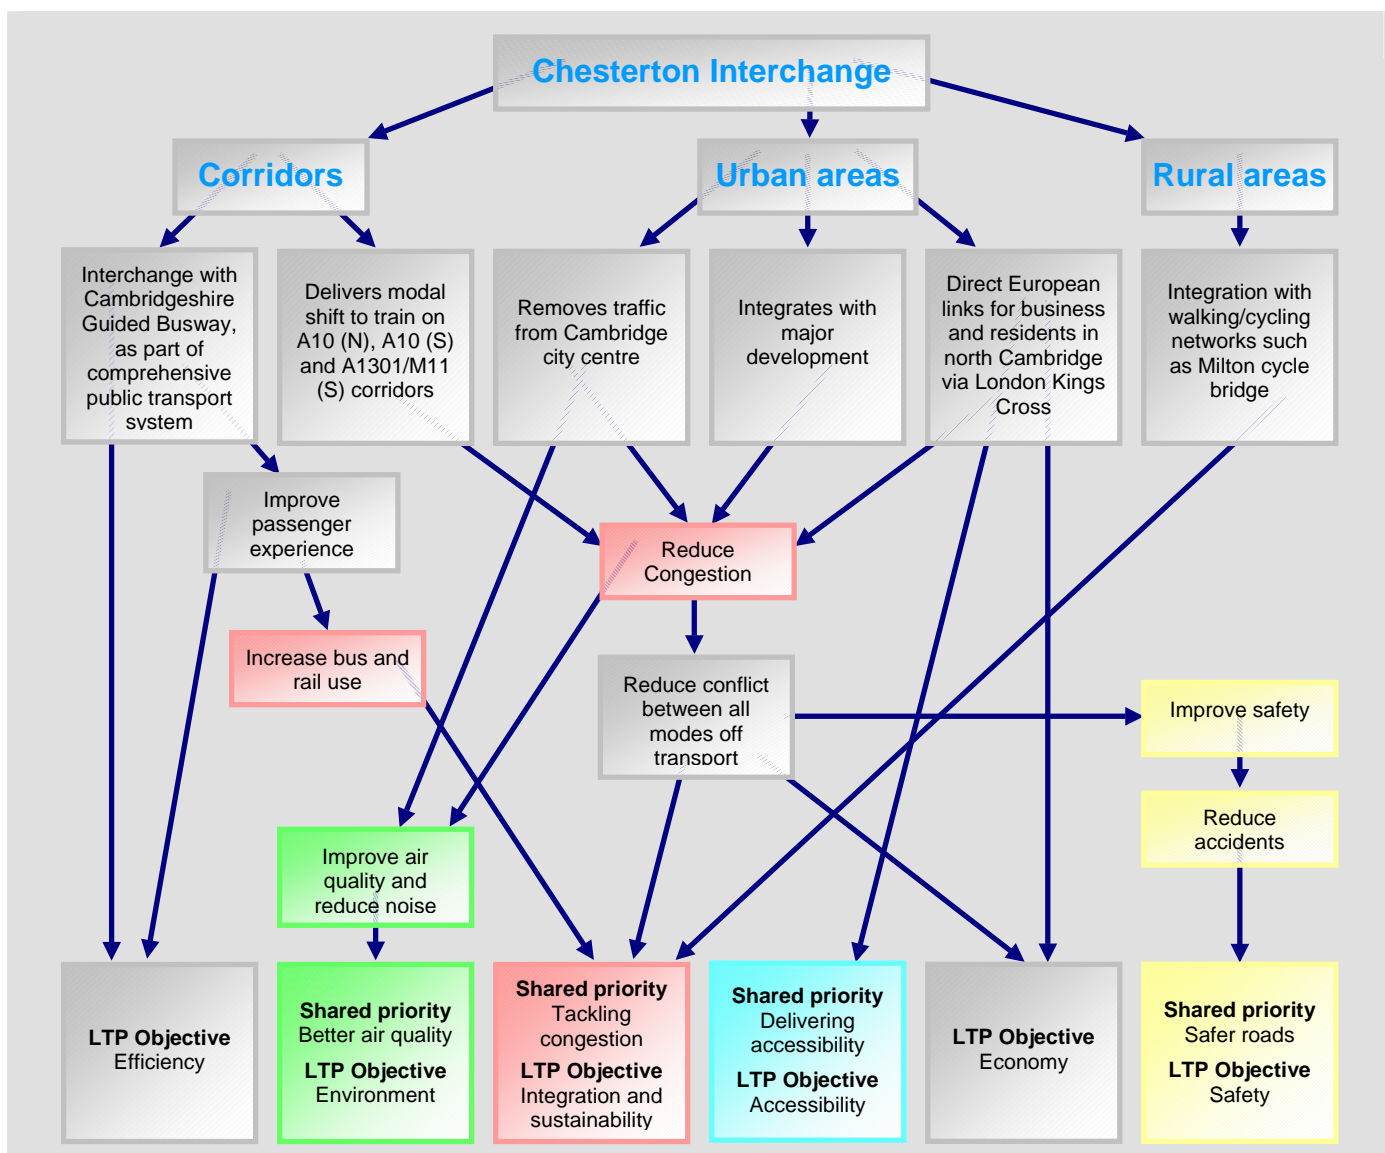 Chesterton Interchange
Corridors
Urban areas
Rural areas
Interchange with
Cambridgeshire
Guided Busway,
as part of
comprehensive
public transport
system
Delivers modal
shift to train on
A10 (N), A10 (S)
and A1301/M11
(S) corridors
Removes traffic
from Cambridge
city centre
Integrates with
major
development
Direct European
links for business
and residents in
north Cambridge
via London Kings
Cross
Integration with
walking/cycling
networks such
as Milton cycle
bridge
Improve
passenger
experience
Reduce
Congestion
Increase bus and
rail use
Reduce conflict
between all
modes off
transport
Improve safety
Reduce
accidents
Improve air
quality and
reduce noise
LTP Objective
Efficiency
Shared priority
Better air quality
LTP Objective
Environment
Shared priority
Tackling
congestion
LTP Objective
Integration and
sustainability
Shared priority
Delivering
accessibility
LTP Objective
Accessibility
LTP Objective
Economy
Shared priority
Safer roads
LTP Objective
Safety